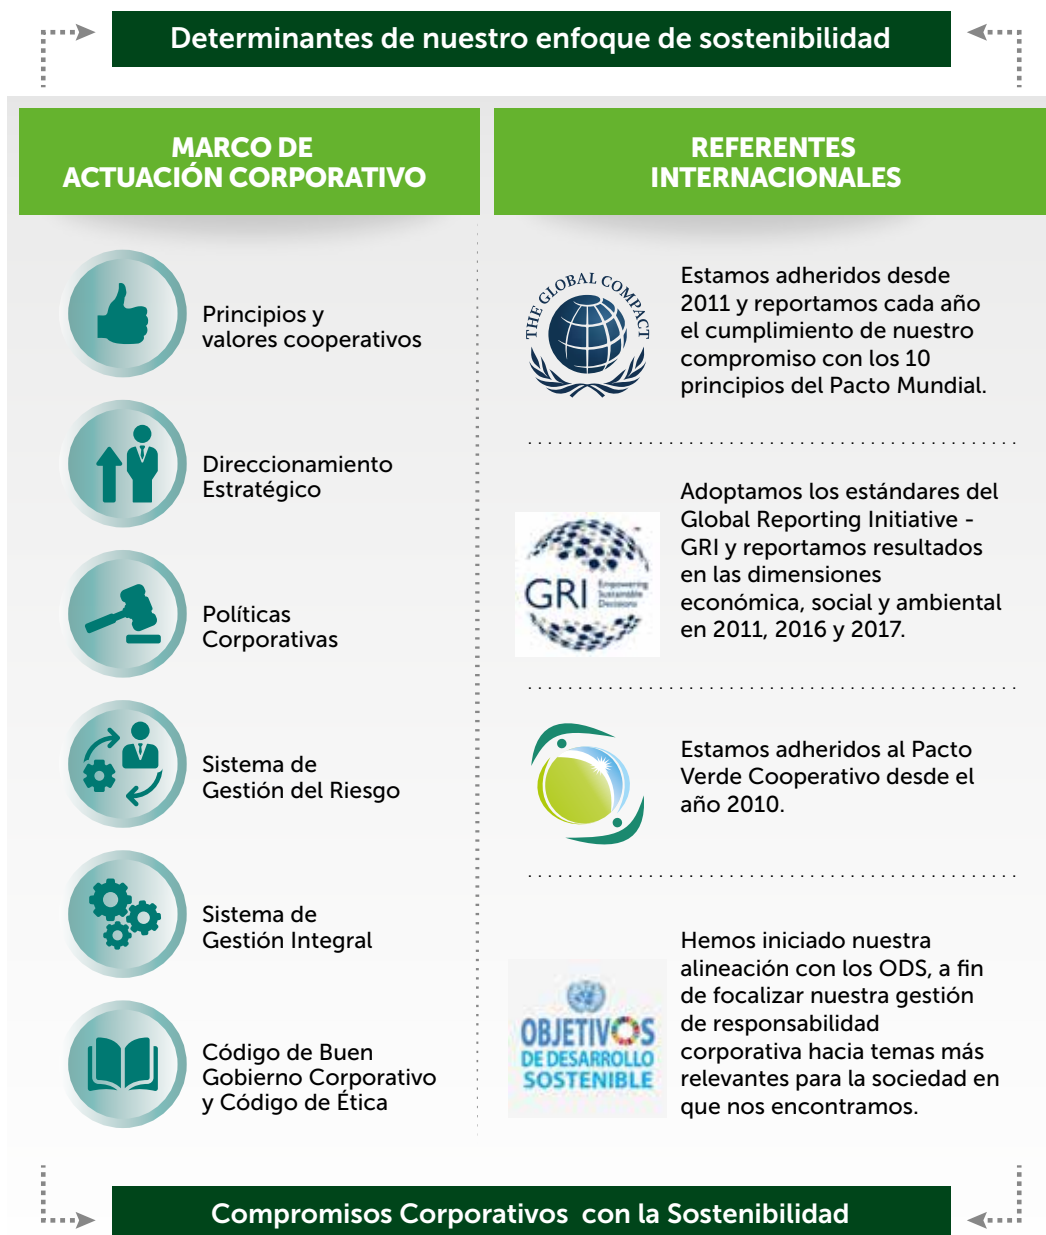 Determinantes de nuestro enfoque de sostenibilidad
MARCO DE
ACTUACIÓN CORPORATIVO
Principios y
valores cooperativos
Direccionamiento
Estratégico
Políticas
Corporativas
Sistema de
Gestión del Riesgo
Sistema de
Gestión Integral
Código de Buen
Gobierno Corporativo
y Código de Ética
REFERENTES
INTERNACIONALES
THE GLOBAL COMPACT
Estamos adheridos desde
2011 y reportamos cada año
el cumplimiento de nuestro
compromiso con los 10
principios del Pacto Mundial.
GRI
Empowering
Sustainable
Decisions
Adoptamos los estándares del
Global Reporting Initiative -
GRI y reportamos resultados
en las dimensiones
económica, social y ambiental
en 2011, 2016 y 2017.
Estamos adheridos al Pacto
Verde Cooperativo desde el
año 2010.
OBJETIVOS
DE DESARROLLO
SOSTENIBLE
Hemos iniciado nuestra
alineación con los ODS, a fin
de focalizar nuestra gestión
de responsabilidad
corporativa hacia temas más
relevantes para la sociedad en
que nos encontramos.
Compromisos Corporativos con la Sostenibilidad